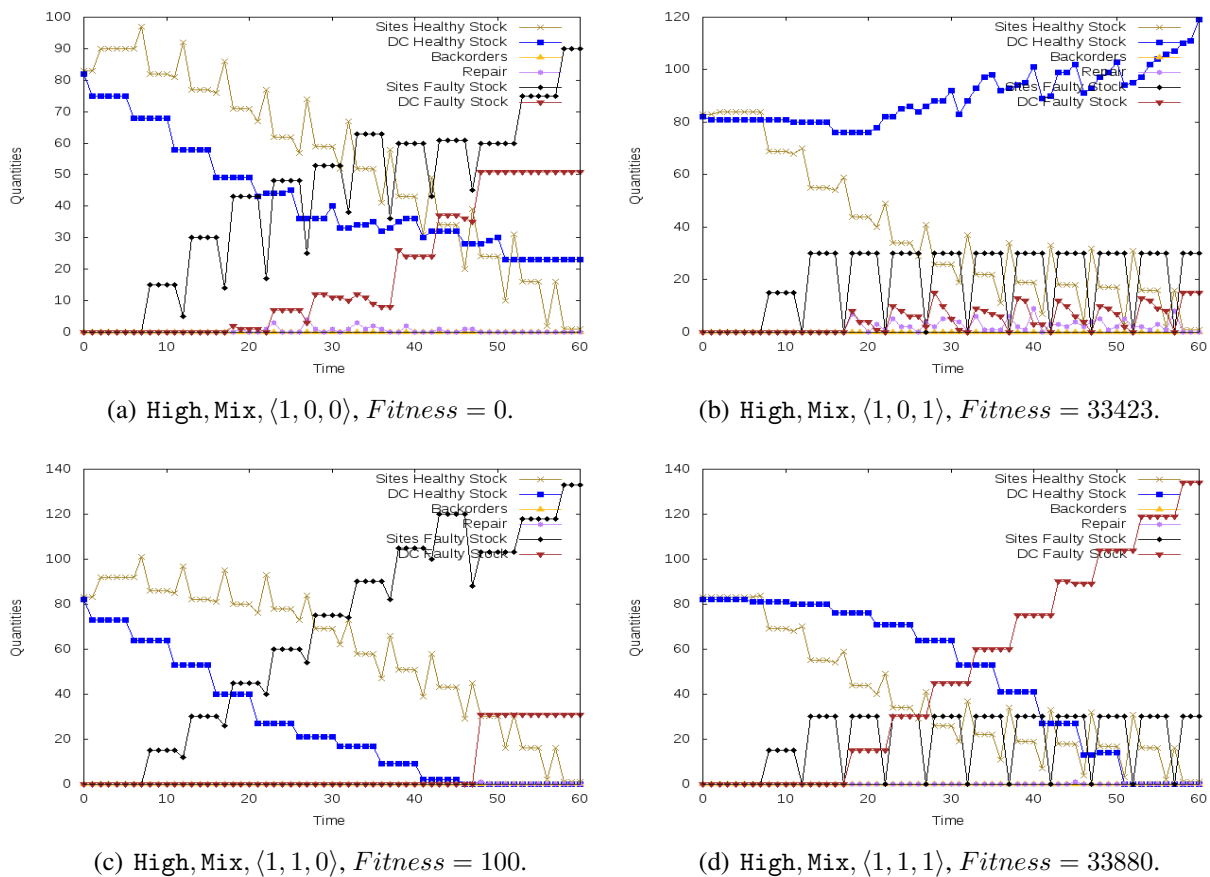 100
90
80
70
60
50
40
30
20
10
0
Quantities
0 10 20 30 40 50 60
Time
Sites Healthy Stock
DC Healthy Stock
Backorders
Repair
Sites Faulty Stock
DC Faulty Stock
(a) High, Mix, ⟨1, 0, 0⟩, Fitness = 0.
120
100
80
60
40
20
0
Quantities
0 10 20 30 40 50 60
Time
Sites Healthy Stock
DC Healthy Stock
Backorders
Repair
Sites Faulty Stock
DC Faulty Stock
(b) High, Mix, ⟨1, 0, 1⟩, Fitness = 33423.
140
120
100
80
60
40
20
0
Quantities
0 10 20 30 40 50 60
Time
Sites Healthy Stock
DC Healthy Stock
Backorders
Repair
Sites Faulty Stock
DC Faulty Stock
(c) High, Mix, ⟨1, 1, 0⟩, Fitness = 100.
140
120
100
80
60
40
20
0
Quantities
0 10 20 30 40 50 60
Time
Sites Healthy Stock
DC Healthy Stock
Backorders
Repair
Sites Faulty Stock
DC Faulty Stock
(d) High, Mix, ⟨1, 1, 1⟩, Fitness = 33880.